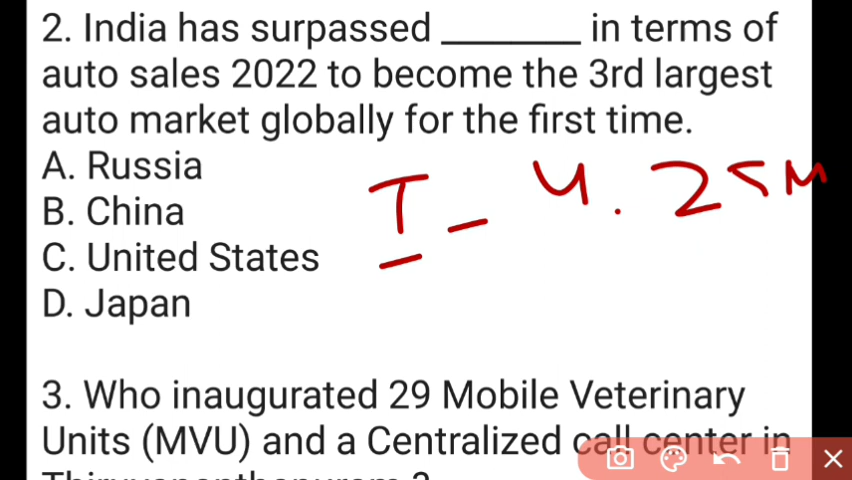 2. India has surpassed ________ in terms of
auto sales 2022 to become the 3rd largest
auto market globally for the first time.
A. Russia
B. China
C. United States
D. Japan
I - 4.25M
3. Who inaugurated 29 Mobile Veterinary
Units (MVU) and a Centralized call center in
Thiruvananthapuram?